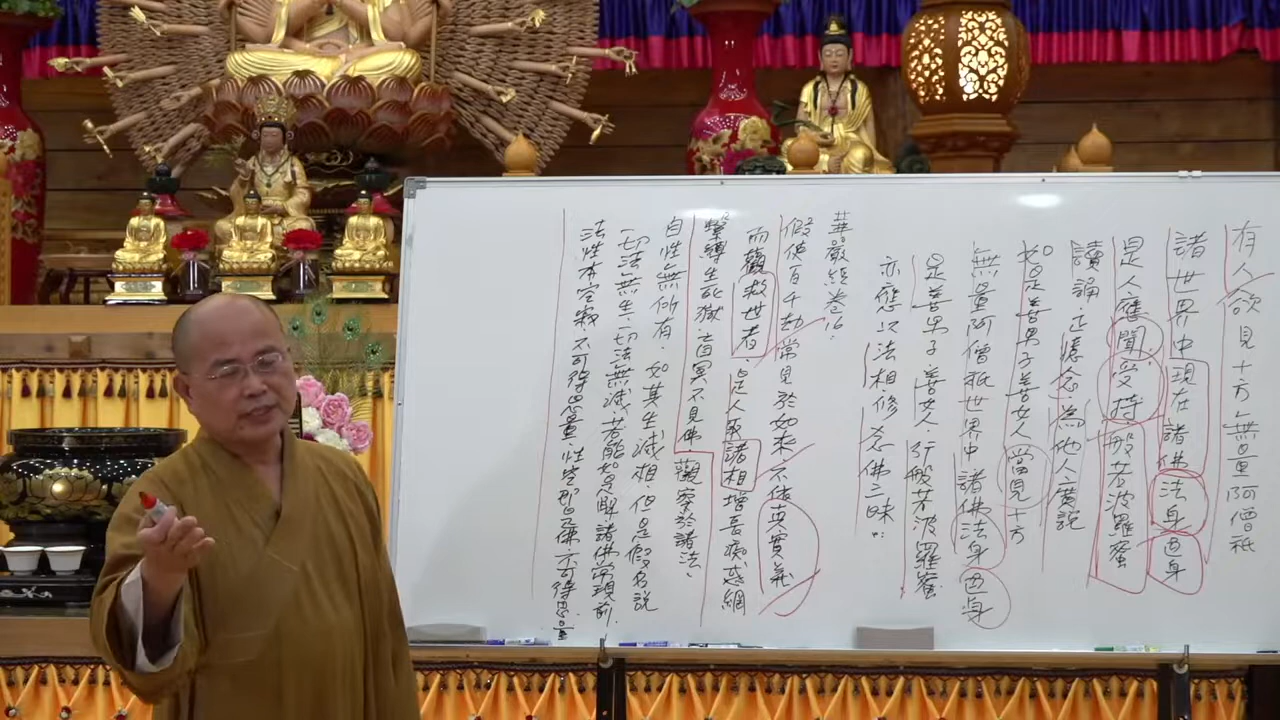 有人欲見十方無量阿僧祇
諸世界中現在諸佛法身色身
是人應聞受持般若波羅蜜
讀誦正憶念為他人廣說
如是善男子善女人當見十方
無量阿僧祇世界中諸佛法身色身
是善男子善女人行般若波羅蜜
亦應以法相修念佛三昧
華嚴經卷16:
假使百千劫常見於如來不依真實義
而觀救世者是人取諸相增長癡惑網
繫縛生死獄盲冥不見佛觀察於諸法
自性無所有如其生滅相但是假名說
一切法無生一切法無滅若能如是解諸佛常現前
法性本空寂不可得思量性空即是佛不可得思量